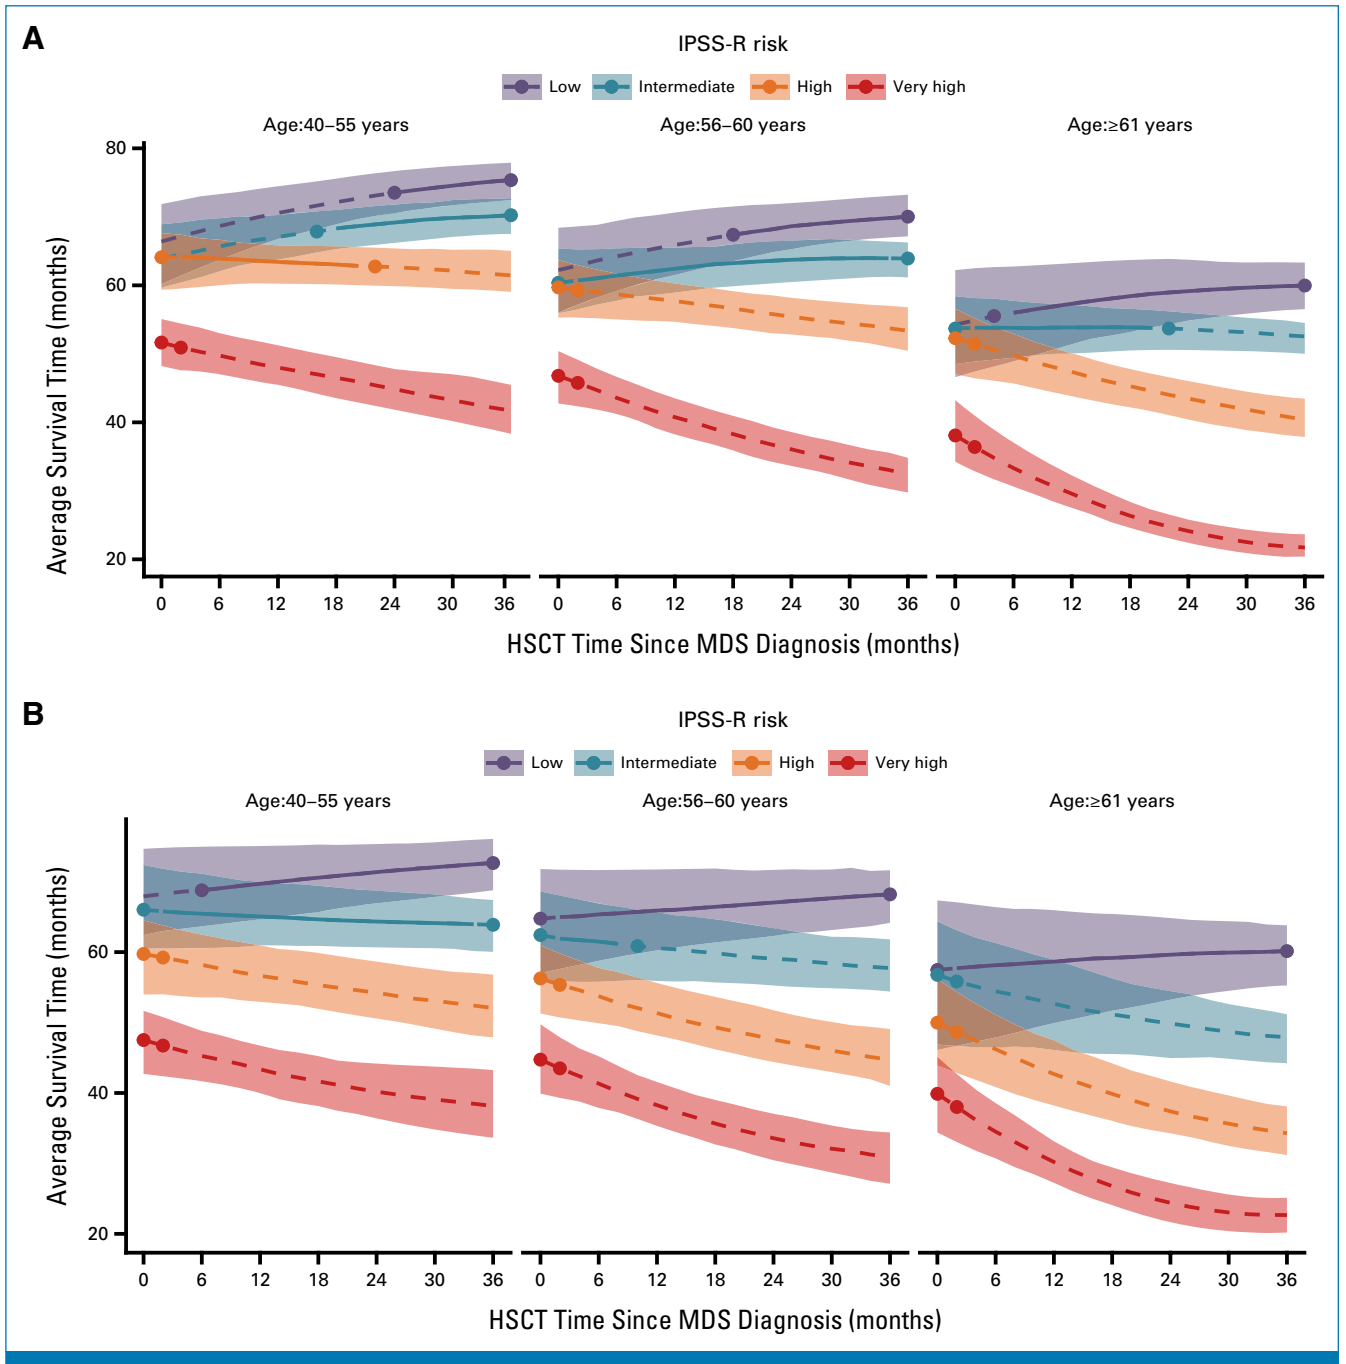 A
IPSS-R risk
Low Intermediate High Very high
Age:40–55 years Age:56–60 years Age:≥61 years
80
60
40
20
Average Survival Time (months)
0 6 12 18 24 30 36 0 6 12 18 24 30 36 0 6 12 18 24 30 36
HSCT Time Since MDS Diagnosis (months)
B
IPSS-R risk
Low Intermediate High Very high
Age:40–55 years Age:56–60 years Age:≥61 years
60
40
20
Average Survival Time (months)
0 6 12 18 24 30 36 0 6 12 18 24 30 36 0 6 12 18 24 30 36
HSCT Time Since MDS Diagnosis (months)